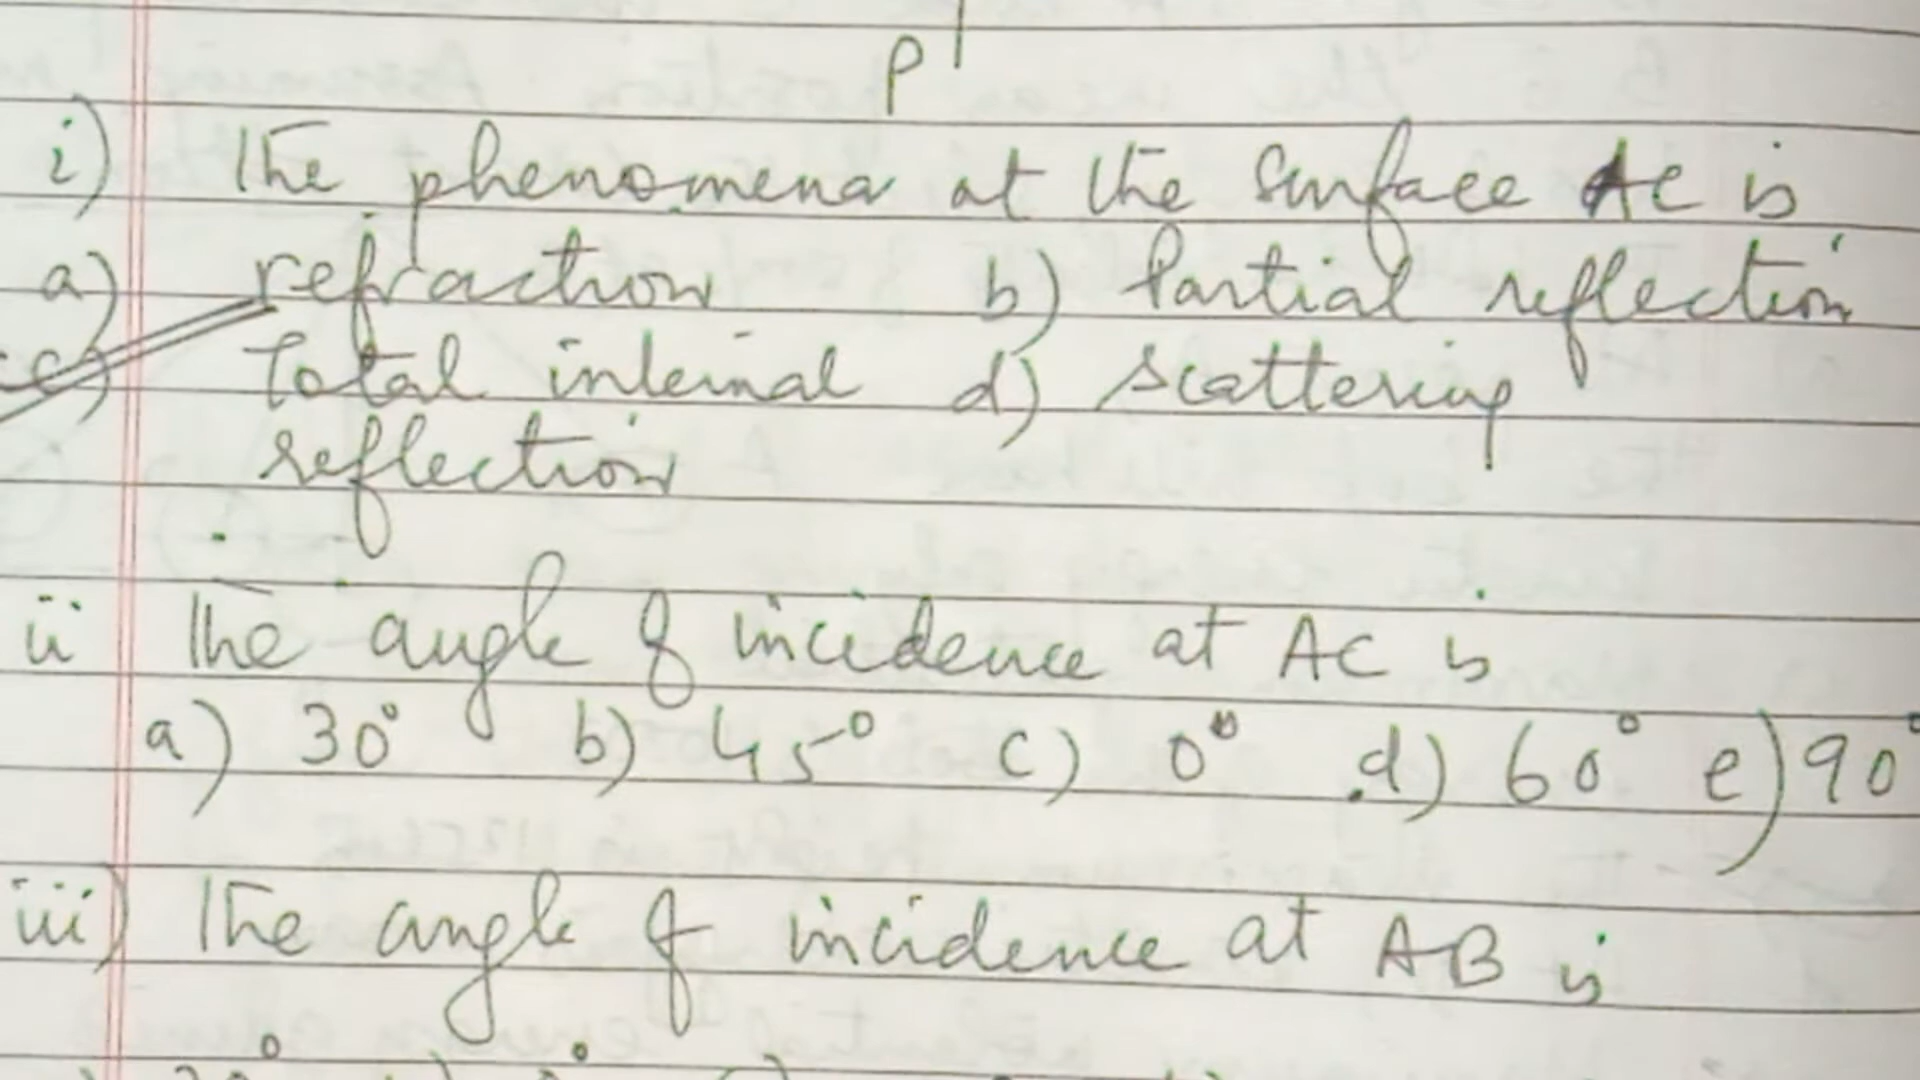 P
i) The phenomena at the surface AC is
a) refraction b) Partial reflection
c) Total internal d) scattering
reflection
ii The angle of incidence at AC is
a) 30° b) 45° c) 0° d) 60° e) 90°
iii) The angle of incidence at AB is